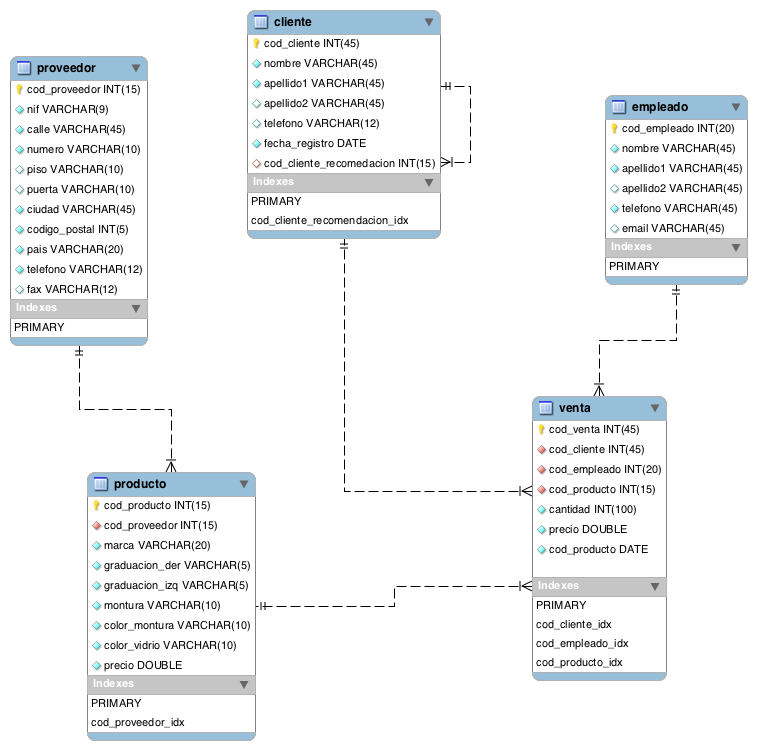 proveedor
cod_proveedor INT(15)
nif VARCHAR(9)
calle VARCHAR(45)
numero VARCHAR(10)
piso VARCHAR(10)
puerta VARCHAR(10)
ciudad VARCHAR(45)
codigo_postal INT(5)
pais VARCHAR(20)
telefono VARCHAR(12)
fax VARCHAR(12)
Indexes
PRIMARY
cliente
cod_cliente INT(45)
nombre VARCHAR(45)
apellido1 VARCHAR(45)
apellido2 VARCHAR(45)
telefono VARCHAR(12)
fecha_registro DATE
cod_cliente_recomedacion INT(15)
Indexes
PRIMARY
cod_cliente_recomendacion_idx
empleado
cod_empleado INT(20)
nombre VARCHAR(45)
apellido1 VARCHAR(45)
apellido2 VARCHAR(45)
telefono VARCHAR(45)
email VARCHAR(45)
Indexes
PRIMARY
producto
cod_producto INT(15)
cod_proveedor INT(15)
marca VARCHAR(20)
graduacion_der VARCHAR(5)
graduacion_izq VARCHAR(5)
montura VARCHAR(10)
color_montura VARCHAR(10)
color_vidrio VARCHAR(10)
precio DOUBLE
Indexes
PRIMARY
cod_proveedor_idx
venta
cod_venta INT(45)
cod_cliente INT(45)
cod_empleado INT(20)
cod_producto INT(15)
cantidad INT(100)
precio DOUBLE
cod_producto DATE
Indexes
PRIMARY
cod_cliente_idx
cod_empleado_idx
cod_producto_idx